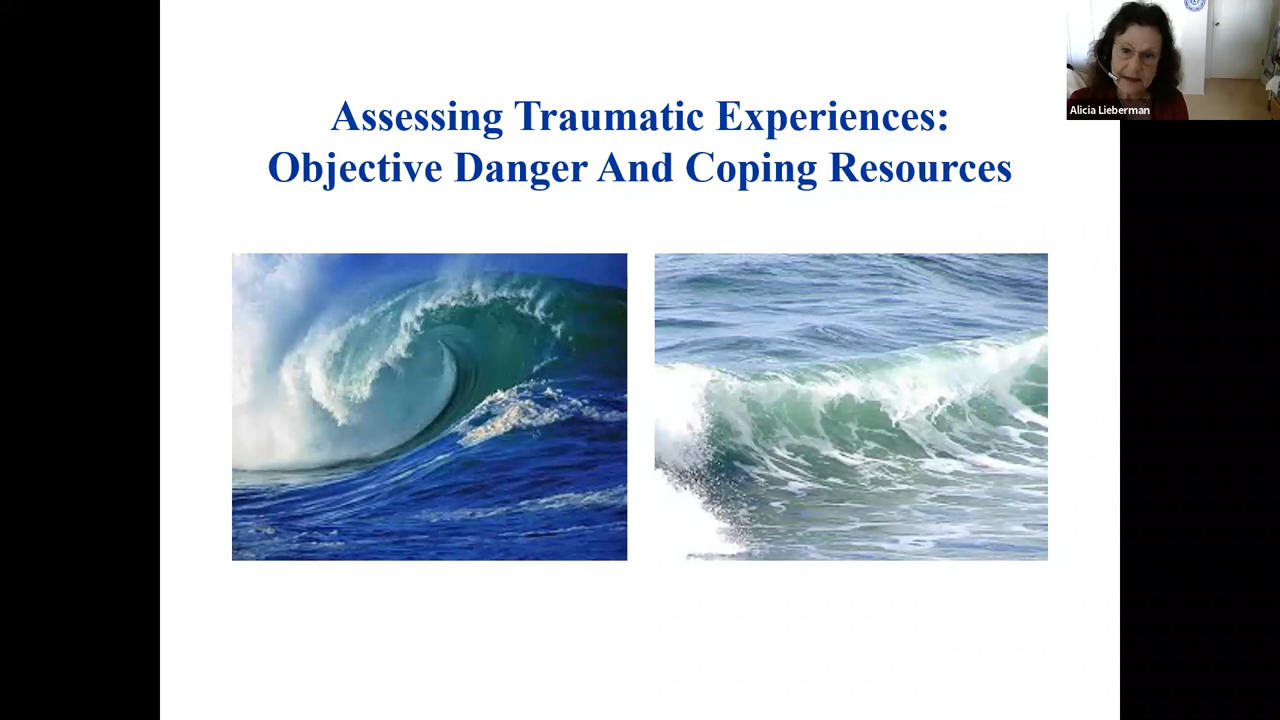 Assessing Traumatic Experiences:
Objective Danger And Coping Resources
Alicia Lieberman